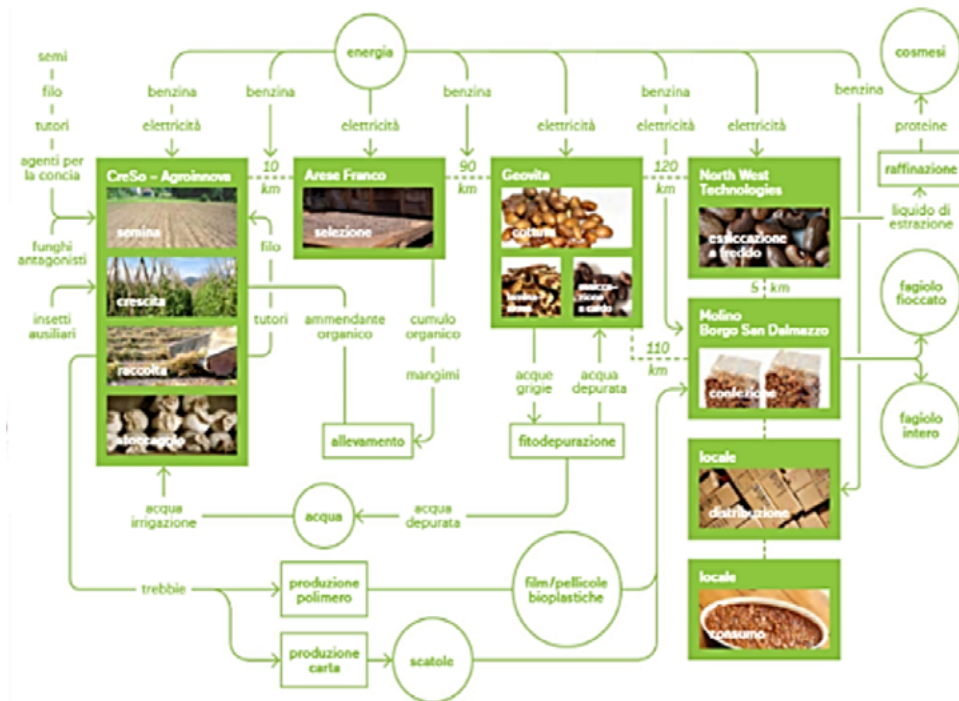 energia
cosmesi
semi
filo
tutori
agenti per
la concia
benzina
elettricità
benzina
elettricità
benzina
elettricità
benzina
elettricità
elettricità
benzina
proteine
raffinazione
liquido di
estrazione
CreSo – Agroinnova
semina
crescita
raccolta
stoccaggio
10
km
Arese Franco
selezione
90
km
Geovita
cottura
120
km
North West
Technologies
essiccazione
a freddo
funghi
antagonisti
insetti
ausiliari
filo
tutori
ammendante
organico
cumulo
organico
mangimi
allevamento
acque
grigie
acqua
depurata
fitodepurazione
110
km
5 km
Molino
Borgo San Dalmazzo
confezione
fagiolo
fioccato
fagiolo
intero
locale
distribuzione
locale
consumo
acqua
irrigazione
acqua
acqua
depurata
trebbie
produzione
polimero
film/pellicole
bioplastiche
produzione
carta
scatole